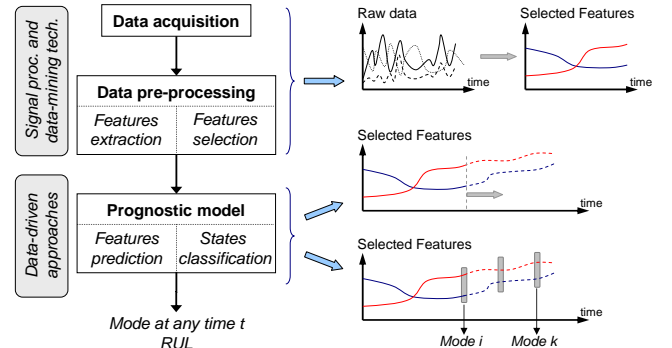 Signal proc. and
data-mining tech.
Data acquisition
Data pre-processing
Features
extraction
Features
selection
Raw data
time
Selected Features
time
Data-driven
approaches
Prognostic model
Features
prediction
States
classification
Mode at any time t
RUL
Selected Features
time
Selected Features
time
Mode i
Mode k